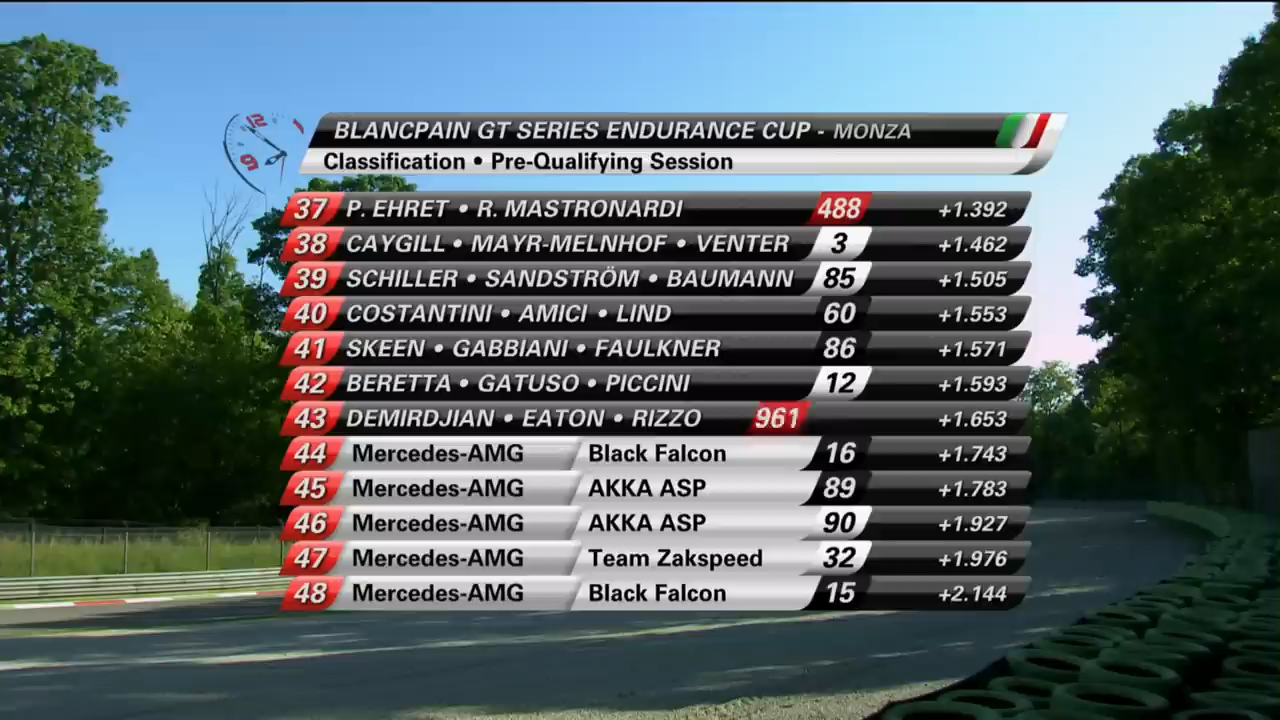 BLANCPAIN GT SERIES ENDURANCE CUP - MONZA
Classification • Pre-Qualifying Session
37 P. EHRET • R. MASTRONARDI 488 +1.392
38 CAYGILL • MAYR-MELNHOF • VENTER 3 +1.462
39 SCHILLER • SANDSTRÖM • BAUMANN 85 +1.505
40 COSTANTINI • AMICI • LIND 60 +1.553
41 SKEEN • GABBIANI • FAULKNER 86 +1.571
42 BERETTA • GATUSO • PICCINI 12 +1.593
43 DEMIRDJIAN • EATON • RIZZO 961 +1.653
44 Mercedes-AMG Black Falcon 16 +1.743
45 Mercedes-AMG AKKA ASP 89 +1.783
46 Mercedes-AMG AKKA ASP 90 +1.927
47 Mercedes-AMG Team Zakspeed 32 +1.976
48 Mercedes-AMG Black Falcon 15 +2.144